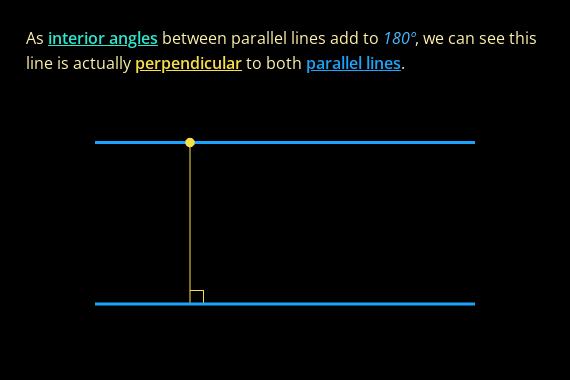 As interior angles between parallel lines add to 180°, we can see this
line is actually perpendicular to both parallel lines.